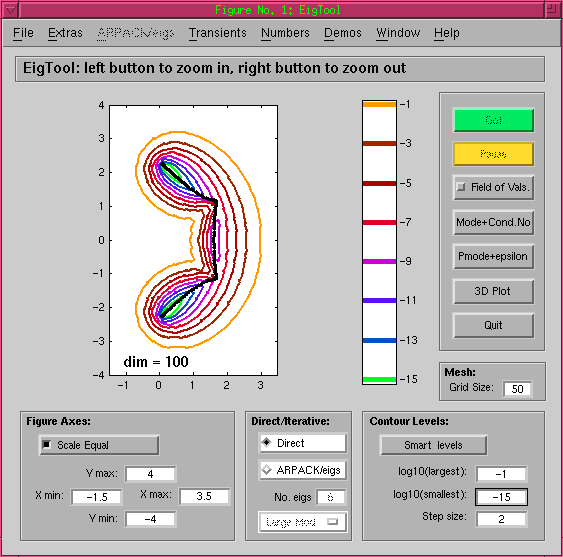 Figure No. 1: EigTool
File Extras ARPACK/eigs Transients Numbers Demos Window Help
EigTool: left button to zoom in, right button to zoom out
4
3
2
1
0
-1
-2
-3
-4
-1 0 1 2 3
dim = 100
-1
-3
-5
-7
-9
-11
-13
-15
Go!
Pause
Field of Vals.
Mode+Cond.No
Pmode+epsilon
3D Plot
Quit
Mesh:
Grid Size: 50
Figure Axes:
Scale Equal
Y max: 4
X min: -1.5 X max: 3.5
Y min: -4
Direct/Iterative:
Direct
ARPACK/eigs
No. eigs 6
Large Mod
Contour Levels:
Smart levels
log10(largest): -1
log10(smallest): -15
Step size: 2